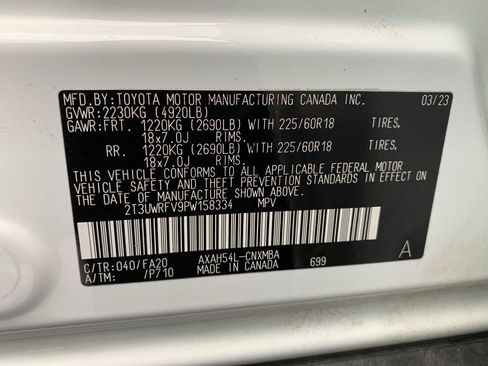 MFD.BY:TOYOTA MOTOR MANUFACTURING CANADA INC. 03/23
GVWR:2230KG (4920LB)
GAWR:FRT. 1220KG (2690LB) WITH 225/60R18 TIRES,
18x7.0J RIMS.
RR. 1220KG (2690LB) WITH 225/60R18 TIRES,
18x7.0J RIMS.
THIS VEHICLE CONFORMS TO ALL APPLICABLE FEDERAL MOTOR
VEHICLE SAFETY AND THEFT PREVENTION STANDARDS IN EFFECT ON
THE DATE OF MANUFACTURE SHOWN ABOVE.
2T3UWRFV9PW158334 MPV
C/TR:040/FA20 AXAH54L-CNXMBA A
A/TM: /P710 MADE IN CANADA 699